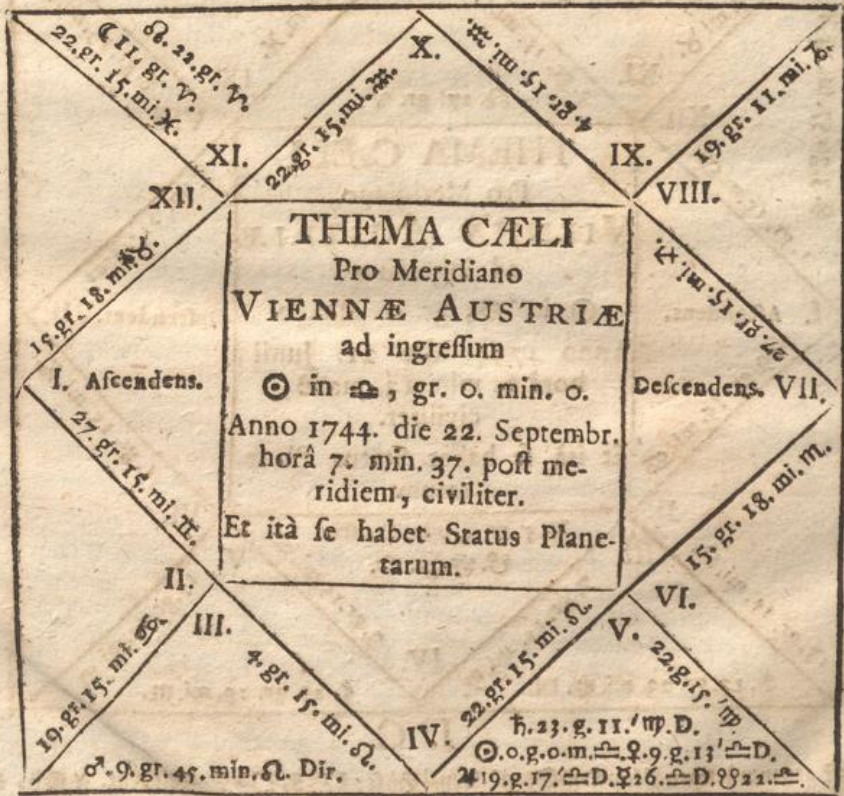 ☊. 22. gr. ♈.
☾ 11. gr. ♈.
22. gr. 15. mi. ♓.
XI.
X.
22. gr. 15. mi. ♒.
4. gr. 15. mi. ♒.
IX.
19. gr. 11. mi. ♑.
VIII.
XII.
15. gr. 18. mi. ♉.
27. gr. 15. mi. ♐.
THEMA CÆLI
Pro Meridiano
VIENNÆ AUSTRIÆ
ad ingreſſum
☉ in ♎, gr. 0. min. 0.
Anno 1744. die 22. Septembr.
horâ 7. min. 37. poſt me-
ridiem, civiliter.
Et ità ſe habet Status Plane-
tarum.
I. Aſcendens.
Deſcendens. VII.
27. gr. 15. mi. ♊.
15. gr. 18. mi. ♏.
II.
19. gr. 15. mi. ♋.
III.
4. gr. 15. mi. ♌.
♂. 9. gr. 45. min. ♌. Dir.
IV.
22. gr. 15. mi. ♌.
VI.
V.
22. g. 15.' ♍.
♄. 23. g. 11.' ♍. D.
☉. 0. g. 0. m. ♎. ♀. 9. g. 13' ♎ D.
♃ 19. g. 17.' ♎ D. ☿ 26. ♎ D. ☋ 22. ♎.